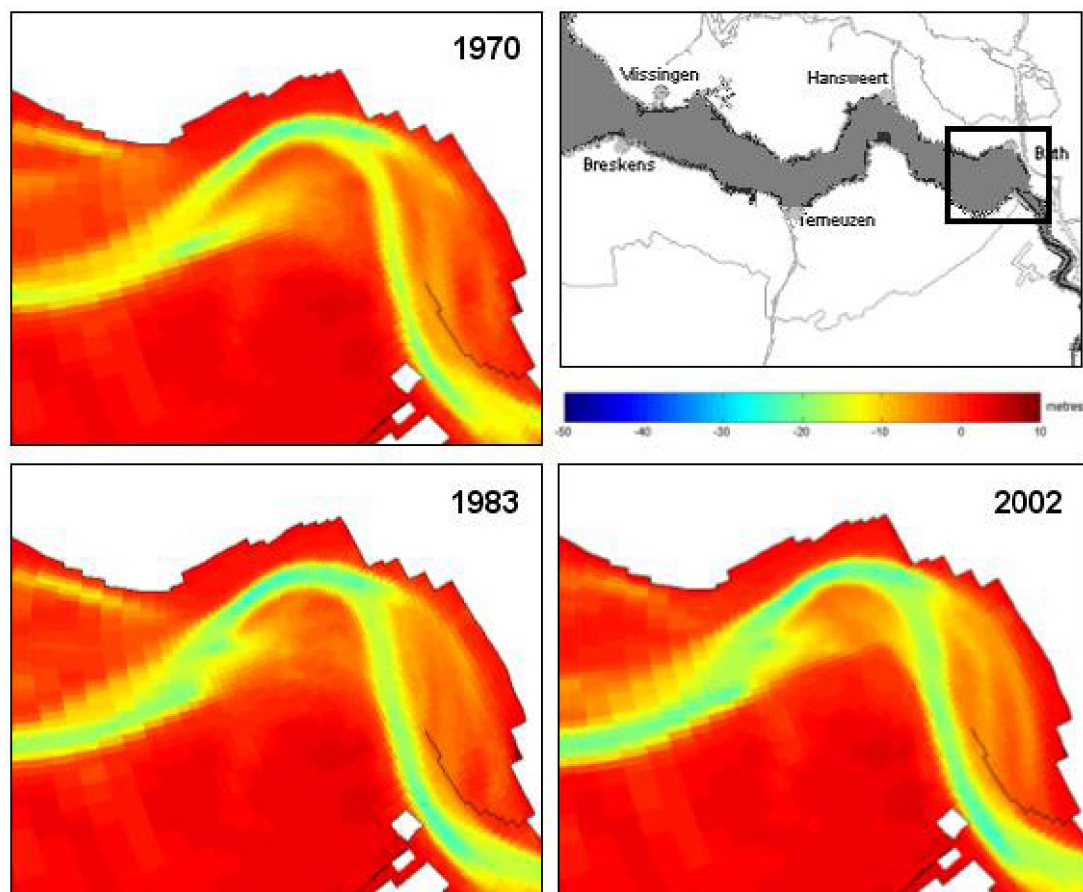 1970
Vlissingen
Hansweert
Bath
Breskens
Terneuzen
metres
-50 -40 -30 -20 -10 0 10
1983
2002